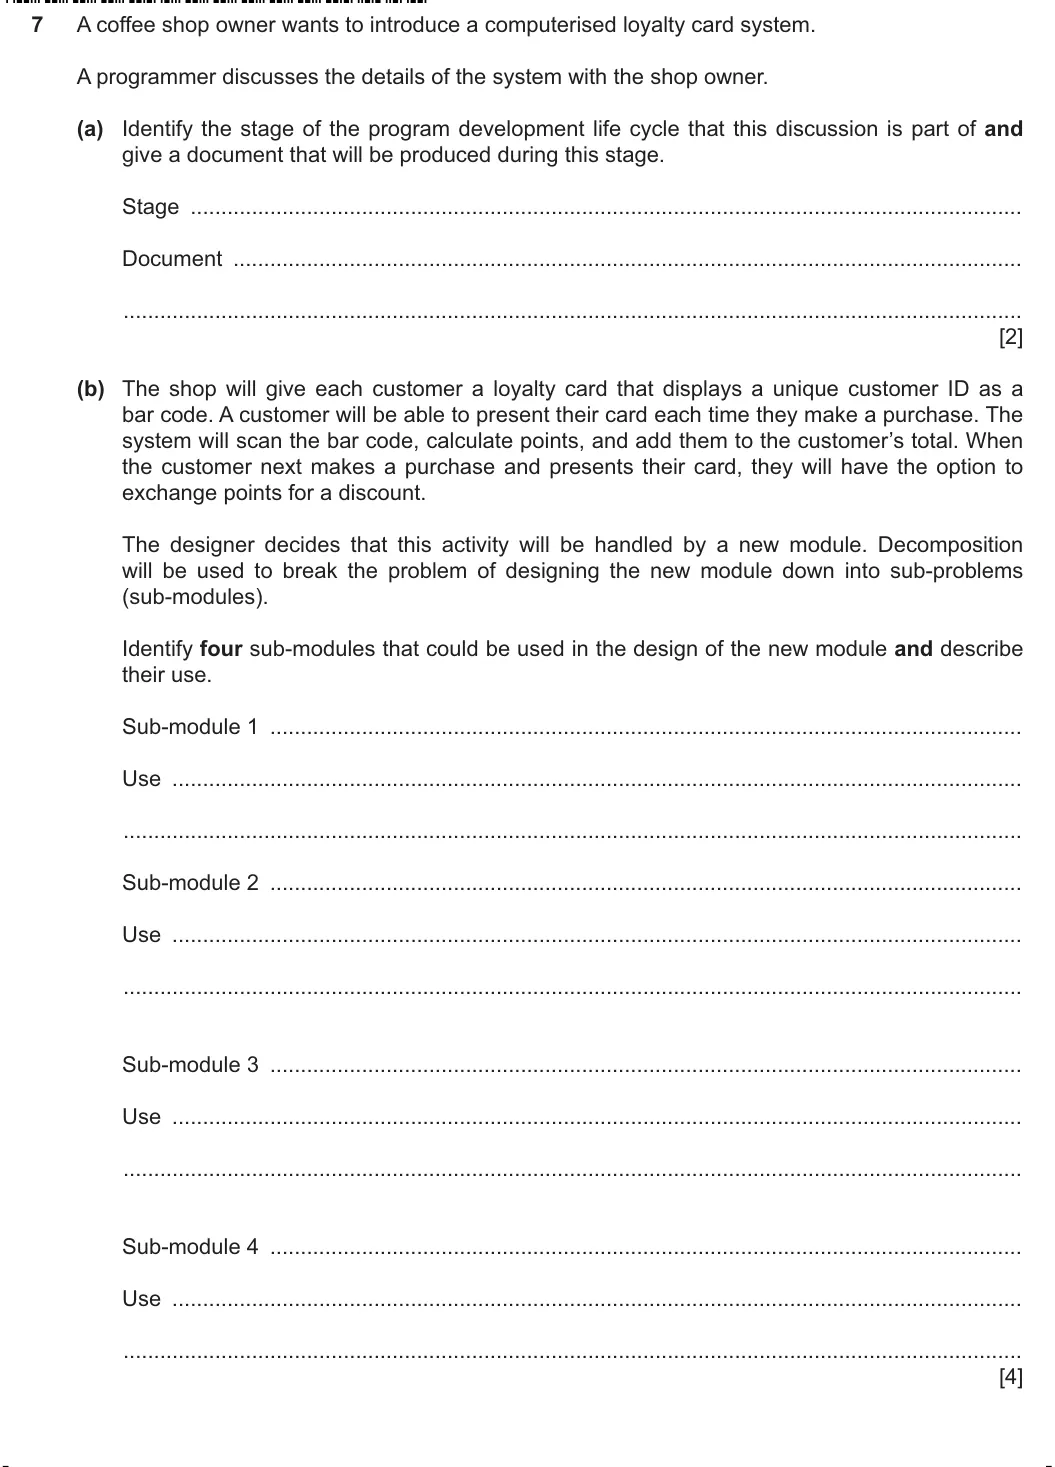 7 A coffee shop owner wants to introduce a computerised loyalty card system.
A programmer discusses the details of the system with the shop owner.
(a) Identify the stage of the program development life cycle that this discussion is part of and
give a document that will be produced during this stage.
Stage ....................................................................................................................................
Document ....................................................................................................................................
....................................................................................................................................
[2]
(b) The shop will give each customer a loyalty card that displays a unique customer ID as a
bar code. A customer will be able to present their card each time they make a purchase. The
system will scan the bar code, calculate points, and add them to the customer's total. When
the customer next makes a purchase and presents their card, they will have the option to
exchange points for a discount.
The designer decides that this activity will be handled by a new module. Decomposition
will be used to break the problem of designing the new module down into sub-problems
(sub-modules).
Identify four sub-modules that could be used in the design of the new module and describe
their use.
Sub-module 1 ....................................................................................................................................
Use ....................................................................................................................................
....................................................................................................................................
Sub-module 2 ....................................................................................................................................
Use ....................................................................................................................................
....................................................................................................................................
Sub-module 3 ....................................................................................................................................
Use ....................................................................................................................................
....................................................................................................................................
Sub-module 4 ....................................................................................................................................
Use ....................................................................................................................................
....................................................................................................................................
[4]